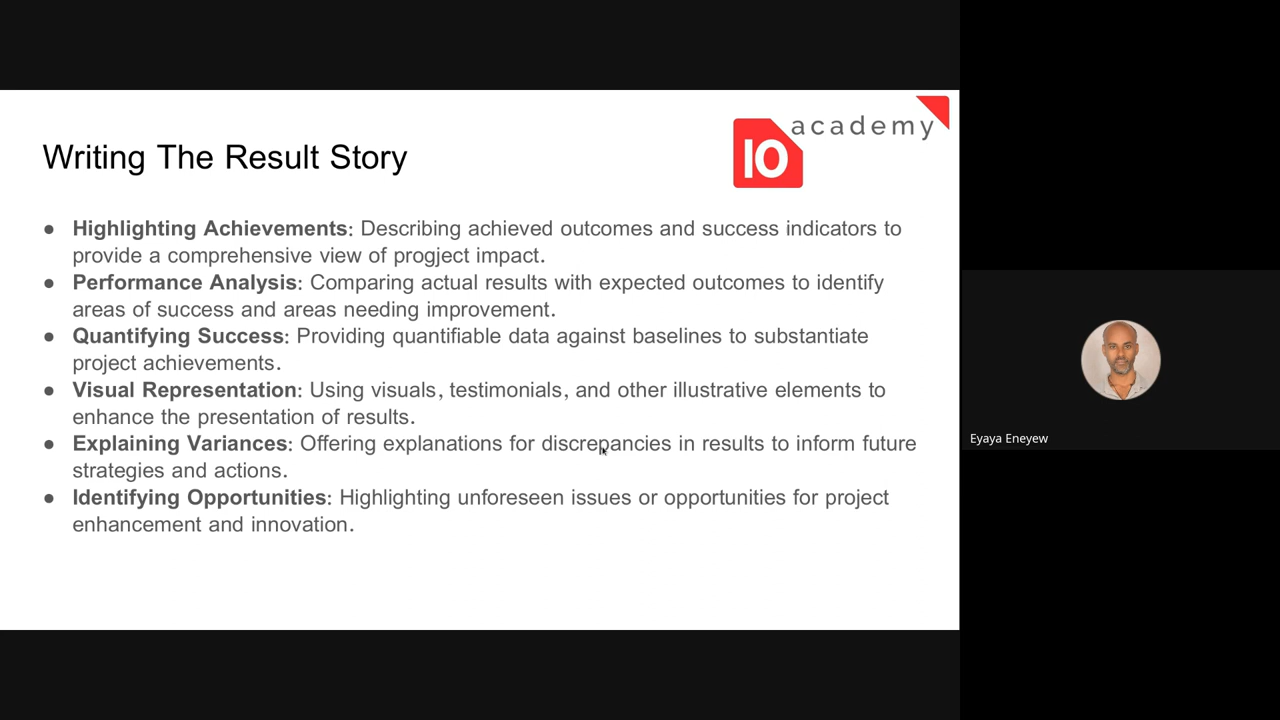 10 academy
Writing The Result Story
● Highlighting Achievements: Describing achieved outcomes and success indicators to
provide a comprehensive view of progject impact.
● Performance Analysis: Comparing actual results with expected outcomes to identify
areas of success and areas needing improvement.
● Quantifying Success: Providing quantifiable data against baselines to substantiate
project achievements.
● Visual Representation: Using visuals, testimonials, and other illustrative elements to
enhance the presentation of results.
● Explaining Variances: Offering explanations for discrepancies in results to inform future
strategies and actions.
● Identifying Opportunities: Highlighting unforeseen issues or opportunities for project
enhancement and innovation.
Eyaya Eneyew